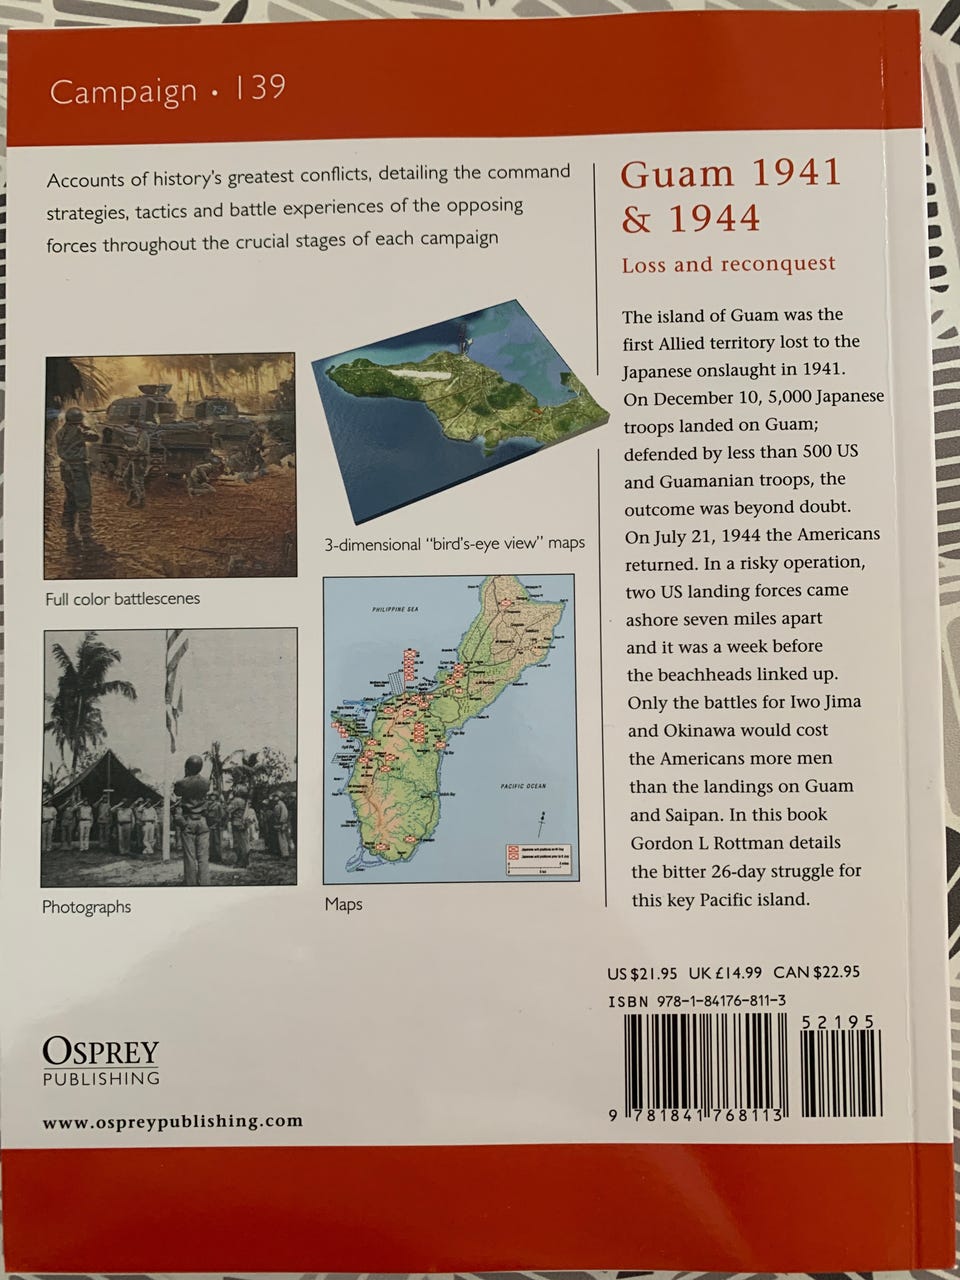 Campaign · 139
Accounts of history's greatest conflicts, detailing the command
strategies, tactics and battle experiences of the opposing
forces throughout the crucial stages of each campaign
Full color battlescenes
3-dimensional "bird's-eye view" maps
PHILIPPINE SEA
PACIFIC OCEAN
Photographs
Maps
Guam 1941
& 1944
Loss and reconquest
The island of Guam was the
first Allied territory lost to the
Japanese onslaught in 1941.
On December 10, 5,000 Japanese
troops landed on Guam;
defended by less than 500 US
and Guamanian troops, the
outcome was beyond doubt.
On July 21, 1944 the Americans
returned. In a risky operation,
two US landing forces came
ashore seven miles apart
and it was a week before
the beachheads linked up.
Only the battles for Iwo Jima
and Okinawa would cost
the Americans more men
than the landings on Guam
and Saipan. In this book
Gordon L Rottman details
the bitter 26-day struggle for
this key Pacific island.
US $21.95 UK £14.99 CAN $22.95
ISBN 978-1-84176-811-3
52195
9 781841 768113
OSPREY
PUBLISHING
www.ospreypublishing.com